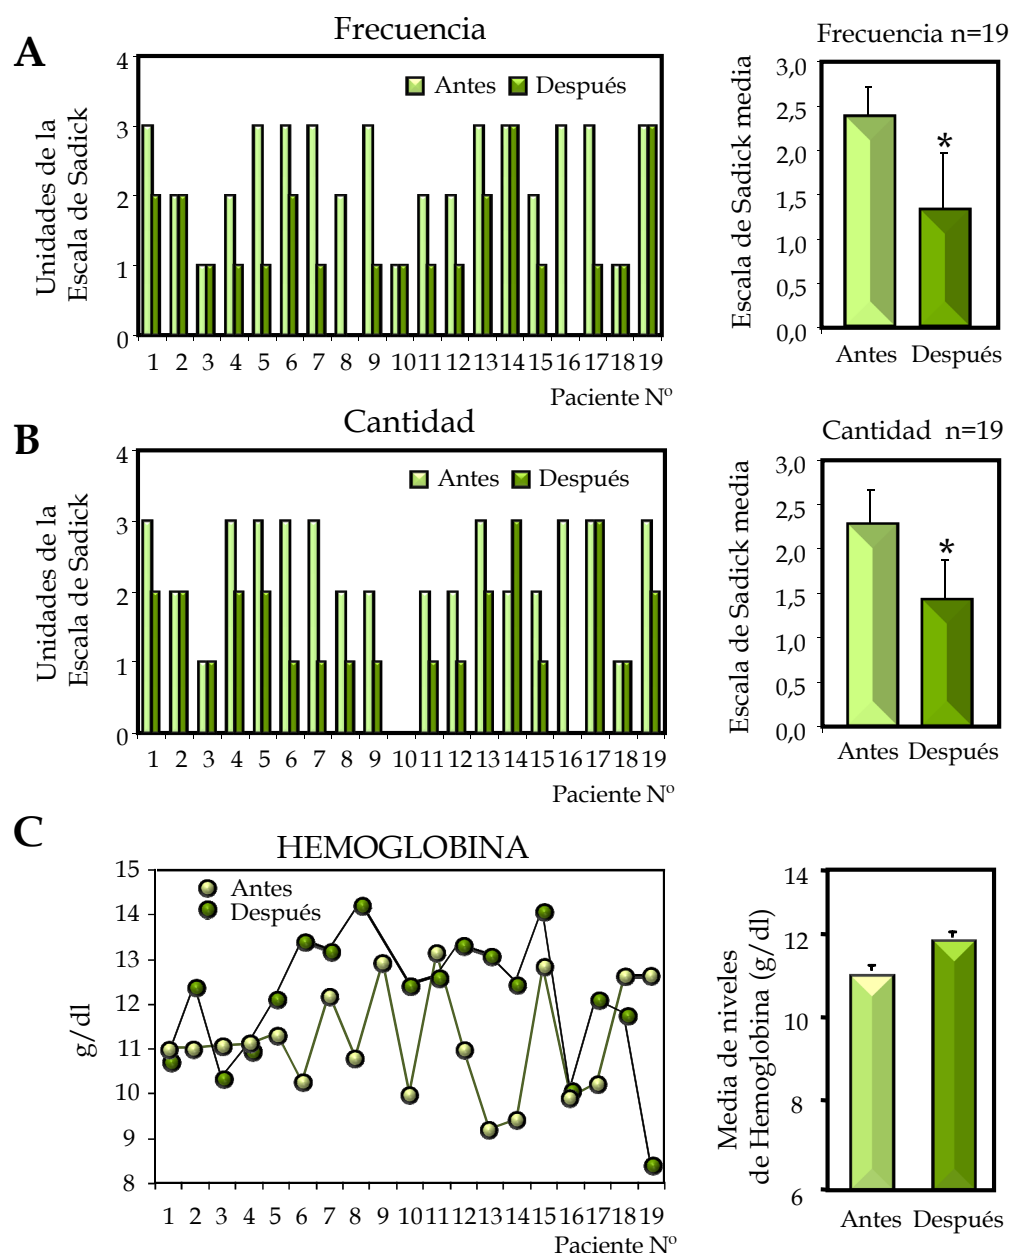 A
Frecuencia
Unidades de la
Escala de Sadick
4
3
2
1
0
Antes Después
1 2 3 4 5 6 7 8 9 10 11 12 13 14 15 16 17 18 19
Paciente Nº
Frecuencia n=19
Escala de Sadick media
3,0
2,5
2,0
1,5
1,0
0,5
0,0
*
Antes Después
B
Cantidad
Unidades de la
Escala de Sadick
4
3
2
1
0
Antes Después
1 2 3 4 5 6 7 8 9 10 11 12 13 14 15 16 17 18 19
Paciente Nº
Cantidad n=19
Escala de Sadick media
3,0
2,5
2,0
1,5
1,0
0,5
0,0
*
Antes Después
C
HEMOGLOBINA
g/dl
15
14
13
12
11
10
9
8
Antes
Después
1 2 3 4 5 6 7 8 9 10 11 12 13 14 15 16 17 18 19
Paciente Nº
Media de niveles
de Hemoglobina (g/dl)
14
12
10
8
6
Antes Después